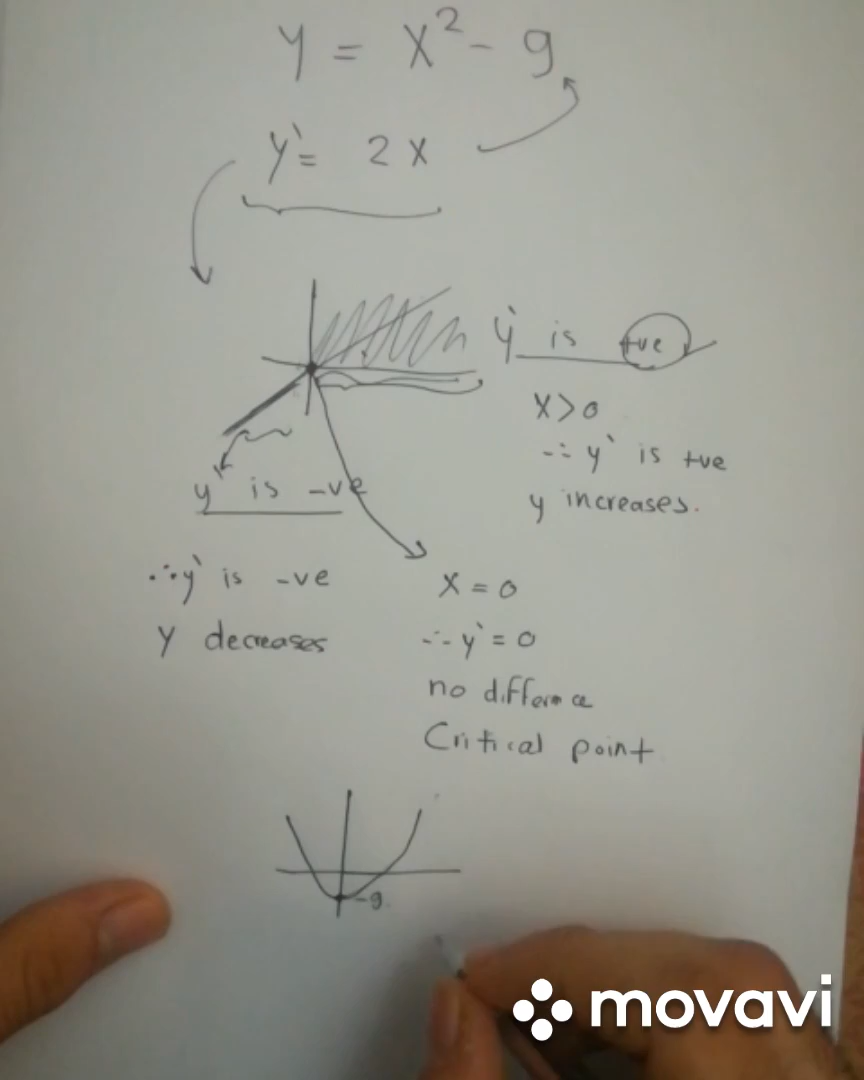 y = x² - 9
y` = 2x
y` is +ve
x>0
∴ y` is +ve
y increases.
y` is -ve
∴ y` is -ve
y decreases
x = 0
∴ y` = 0
no difference
Critical point
-9
movavi